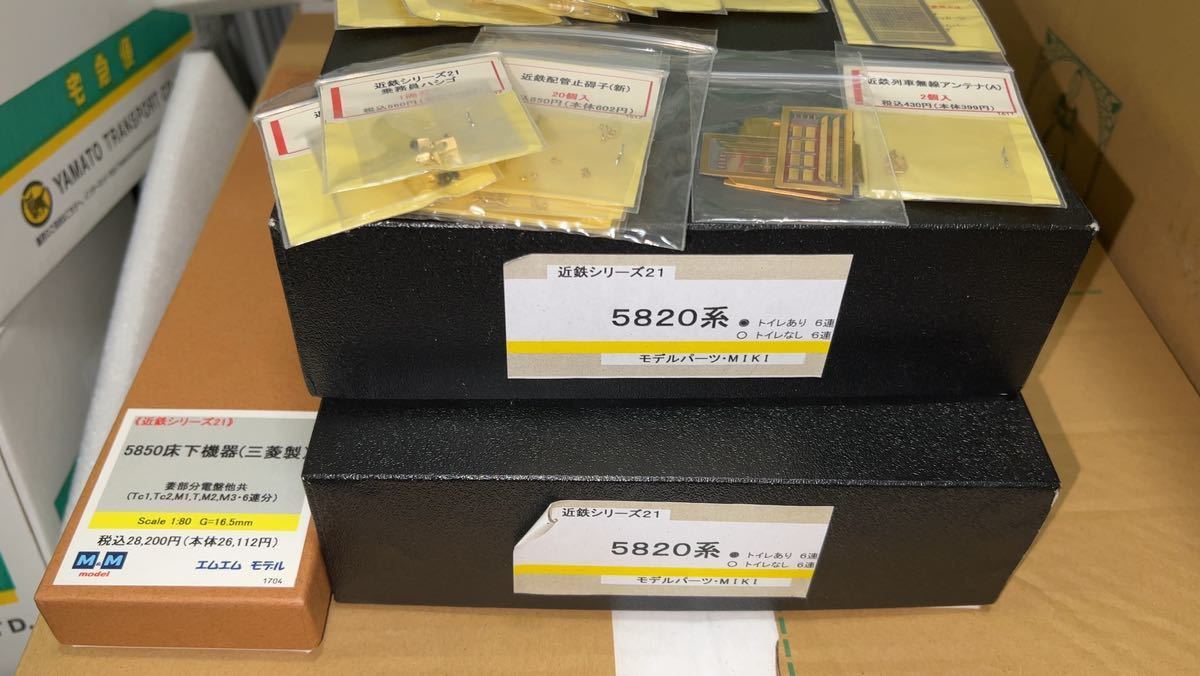 YAMATO TRANSPORT CO
近鉄シリーズ21
乗務員ハシゴ
近鉄配管止碍子(新)
20個入
税込650円(本体602円)
近鉄列車無線アンテナ(A)
2個入
税込430円(本体399円)
近鉄シリーズ21
5820系
トイレあり 6連
トイレなし 6連
モデルパーツ・MIKI
近鉄シリーズ21
5820系
トイレあり 6連
トイレなし 6連
モデルパーツ・MIKI
《近鉄シリーズ21》
5850床下機器(三菱製)
妻部分電盤他共
(Tc1,Tc2,M1,T,M2,M3・6連分)
Scale 1:80 G=16.5mm
税込28,200円(本体26,112円)
M&M
model
エムエム モデル
1704
TD.